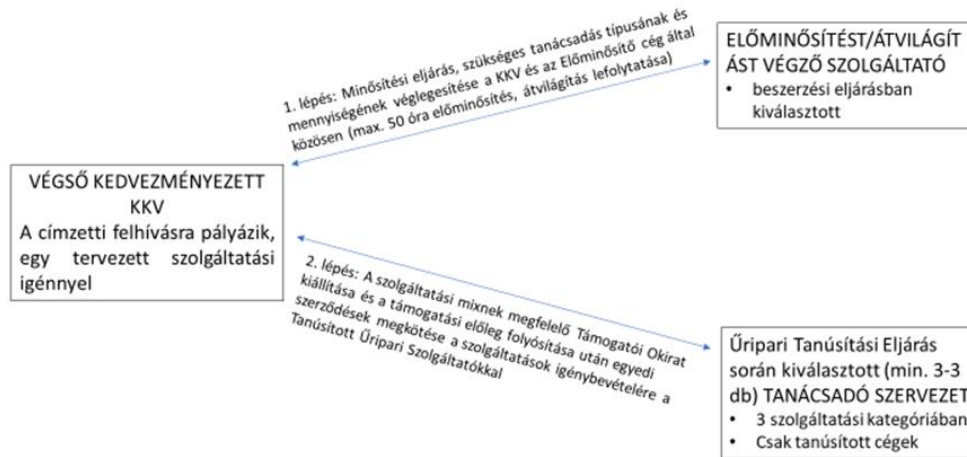 VÉGSŐ KEDVEZMÉNYEZETT
KKV
A címzetti felhívásra pályázik,
egy tervezett szolgáltatási
igénnyel
1. lépés: Minősítési eljárás, szükséges tanácsadás típusának és
mennyiségének véglegesítése a KKV és az Előminősítő cég által
közösen (max. 50 óra előminősítés, átvilágítás lefolytatása)
ELŐMINŐSÍTÉST/ÁTVILÁGÍT
ÁST VÉGZŐ SZOLGÁLTATÓ
• beszerzési eljárásban
kiválasztott
2. lépés: A szolgáltatási mixnek megfelelő Támogatói Okirat
kiállítása és a támogatási előleg folyósítása után egyedi
szerződések megkötése a szolgáltatások igénybevételére a
Tanúsított Űripari Szolgáltatókkal
Űripari Tanúsítási Eljárás
során kiválasztott (min. 3-3
db) TANÁCSADÓ SZERVEZET
• 3 szolgáltatási kategóriában
• Csak tanúsított cégek